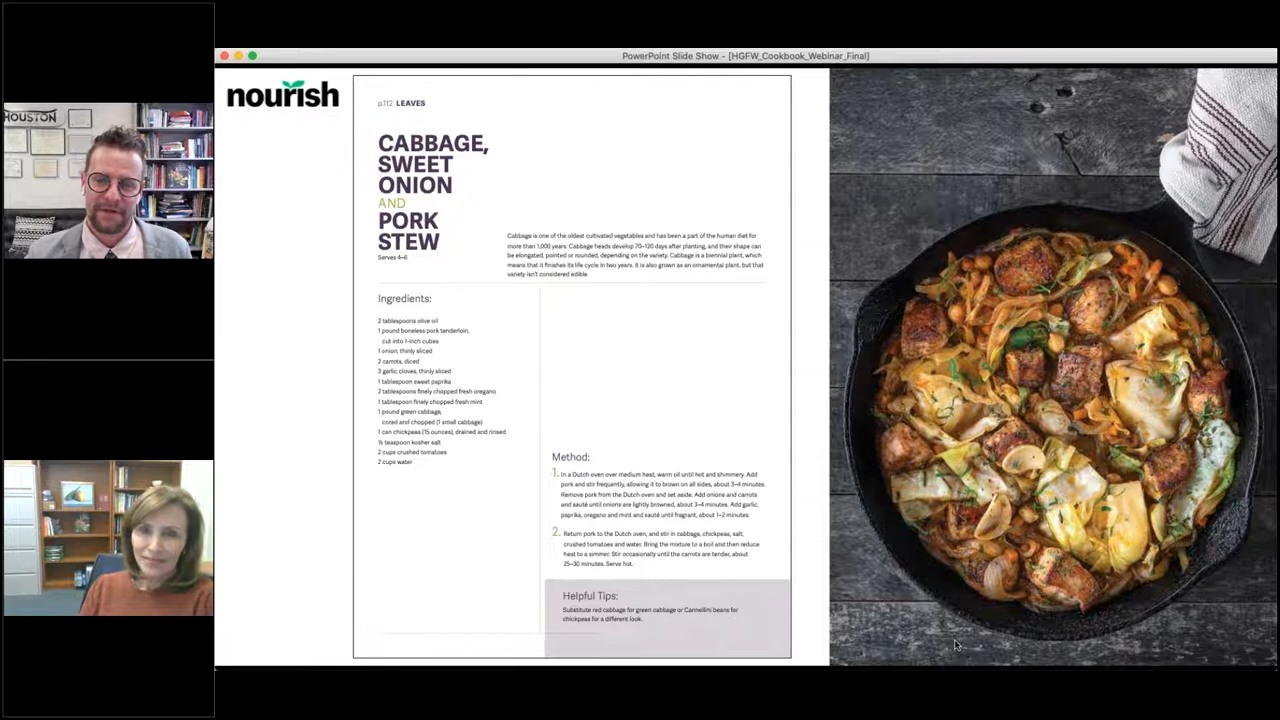 PowerPoint Slide Show - [HGFW_Cookbook_Webinar_Final]
HOUSTON
nourish
p.112 LEAVES
CABBAGE,
SWEET
ONION
AND
PORK
STEW
Serves 4–6
Cabbage is one of the oldest cultivated vegetables and has been a part of the human diet for
more than 1,000 years. Cabbage heads develop 70–120 days after planting, and their shape can
be elongated, pointed or rounded, depending on the variety. Cabbage is a biennial plant, which
means that it finishes its life cycle in two years. It is also grown as an ornamental plant, but that
variety isn't considered edible.
Ingredients:
2 tablespoons olive oil
1 pound boneless pork tenderloin,
cut into 1-inch cubes
1 onion, thinly sliced
2 carrots, diced
3 garlic cloves, thinly sliced
1 tablespoon sweet paprika
2 tablespoons finely chopped fresh oregano
1 tablespoon finely chopped fresh mint
1 pound green cabbage,
cored and chopped (1 small cabbage)
1 can chickpeas (15 ounces), drained and rinsed
teaspoon kosher salt
2 cups crushed tomatoes
2 cups water
Method:
1. In a Dutch oven over medium heat, warm oil until hot and shimmery. Add
pork and stir frequently, allowing it to brown on all sides, about 3–4 minutes.
Remove pork from the Dutch oven and set aside. Add onions and carrots
and sauté until onions are lightly browned, about 3–4 minutes. Add garlic,
paprika, oregano and mint and sauté until fragrant, about 1–2 minutes.
2. Return pork to the Dutch oven, and stir in cabbage, chickpeas, salt,
crushed tomatoes and water. Bring the mixture to a boil and then reduce
heat to a simmer. Stir occasionally until the carrots are tender, about
25–30 minutes. Serve hot.
Helpful Tips:
Substitute red cabbage for green cabbage or Cannellini beans for
chickpeas for a different look.